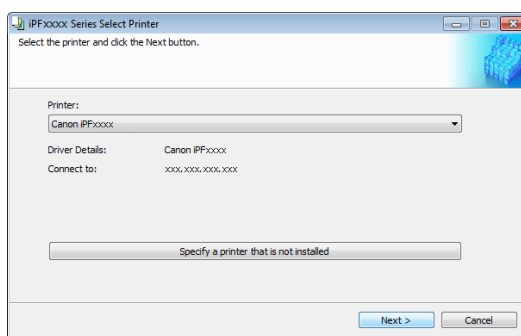 iPFxxxx Series Select Printer
Select the printer and click the Next button.
Printer:
Canon iPFxxxx
Driver Details: Canon iPFxxxx
Connect to: xxx.xxx.xxx.xxx
Specify a printer that is not installed
Next > Cancel